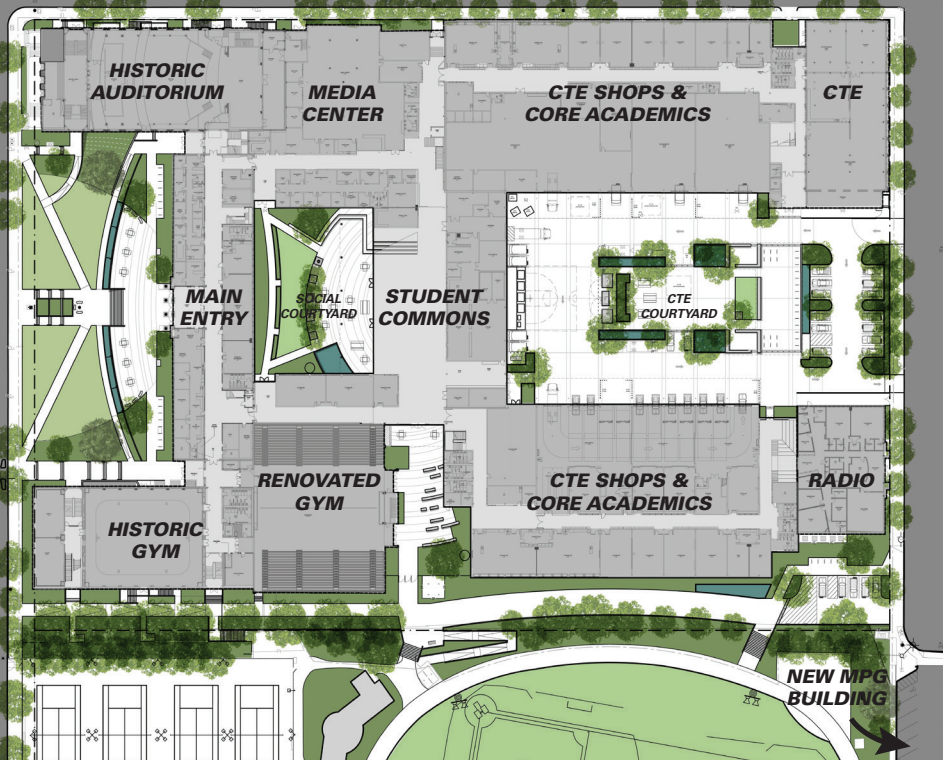 HISTORIC
AUDITORIUM
MEDIA
CENTER
CTE SHOPS &
CORE ACADEMICS
CTE
MAIN
ENTRY
SOCIAL
COURTYARD
STUDENT
COMMONS
CTE
COURTYARD
RENOVATED
GYM
CTE SHOPS &
CORE ACADEMICS
RADIO
HISTORIC
GYM
NEW MPG
BUILDING